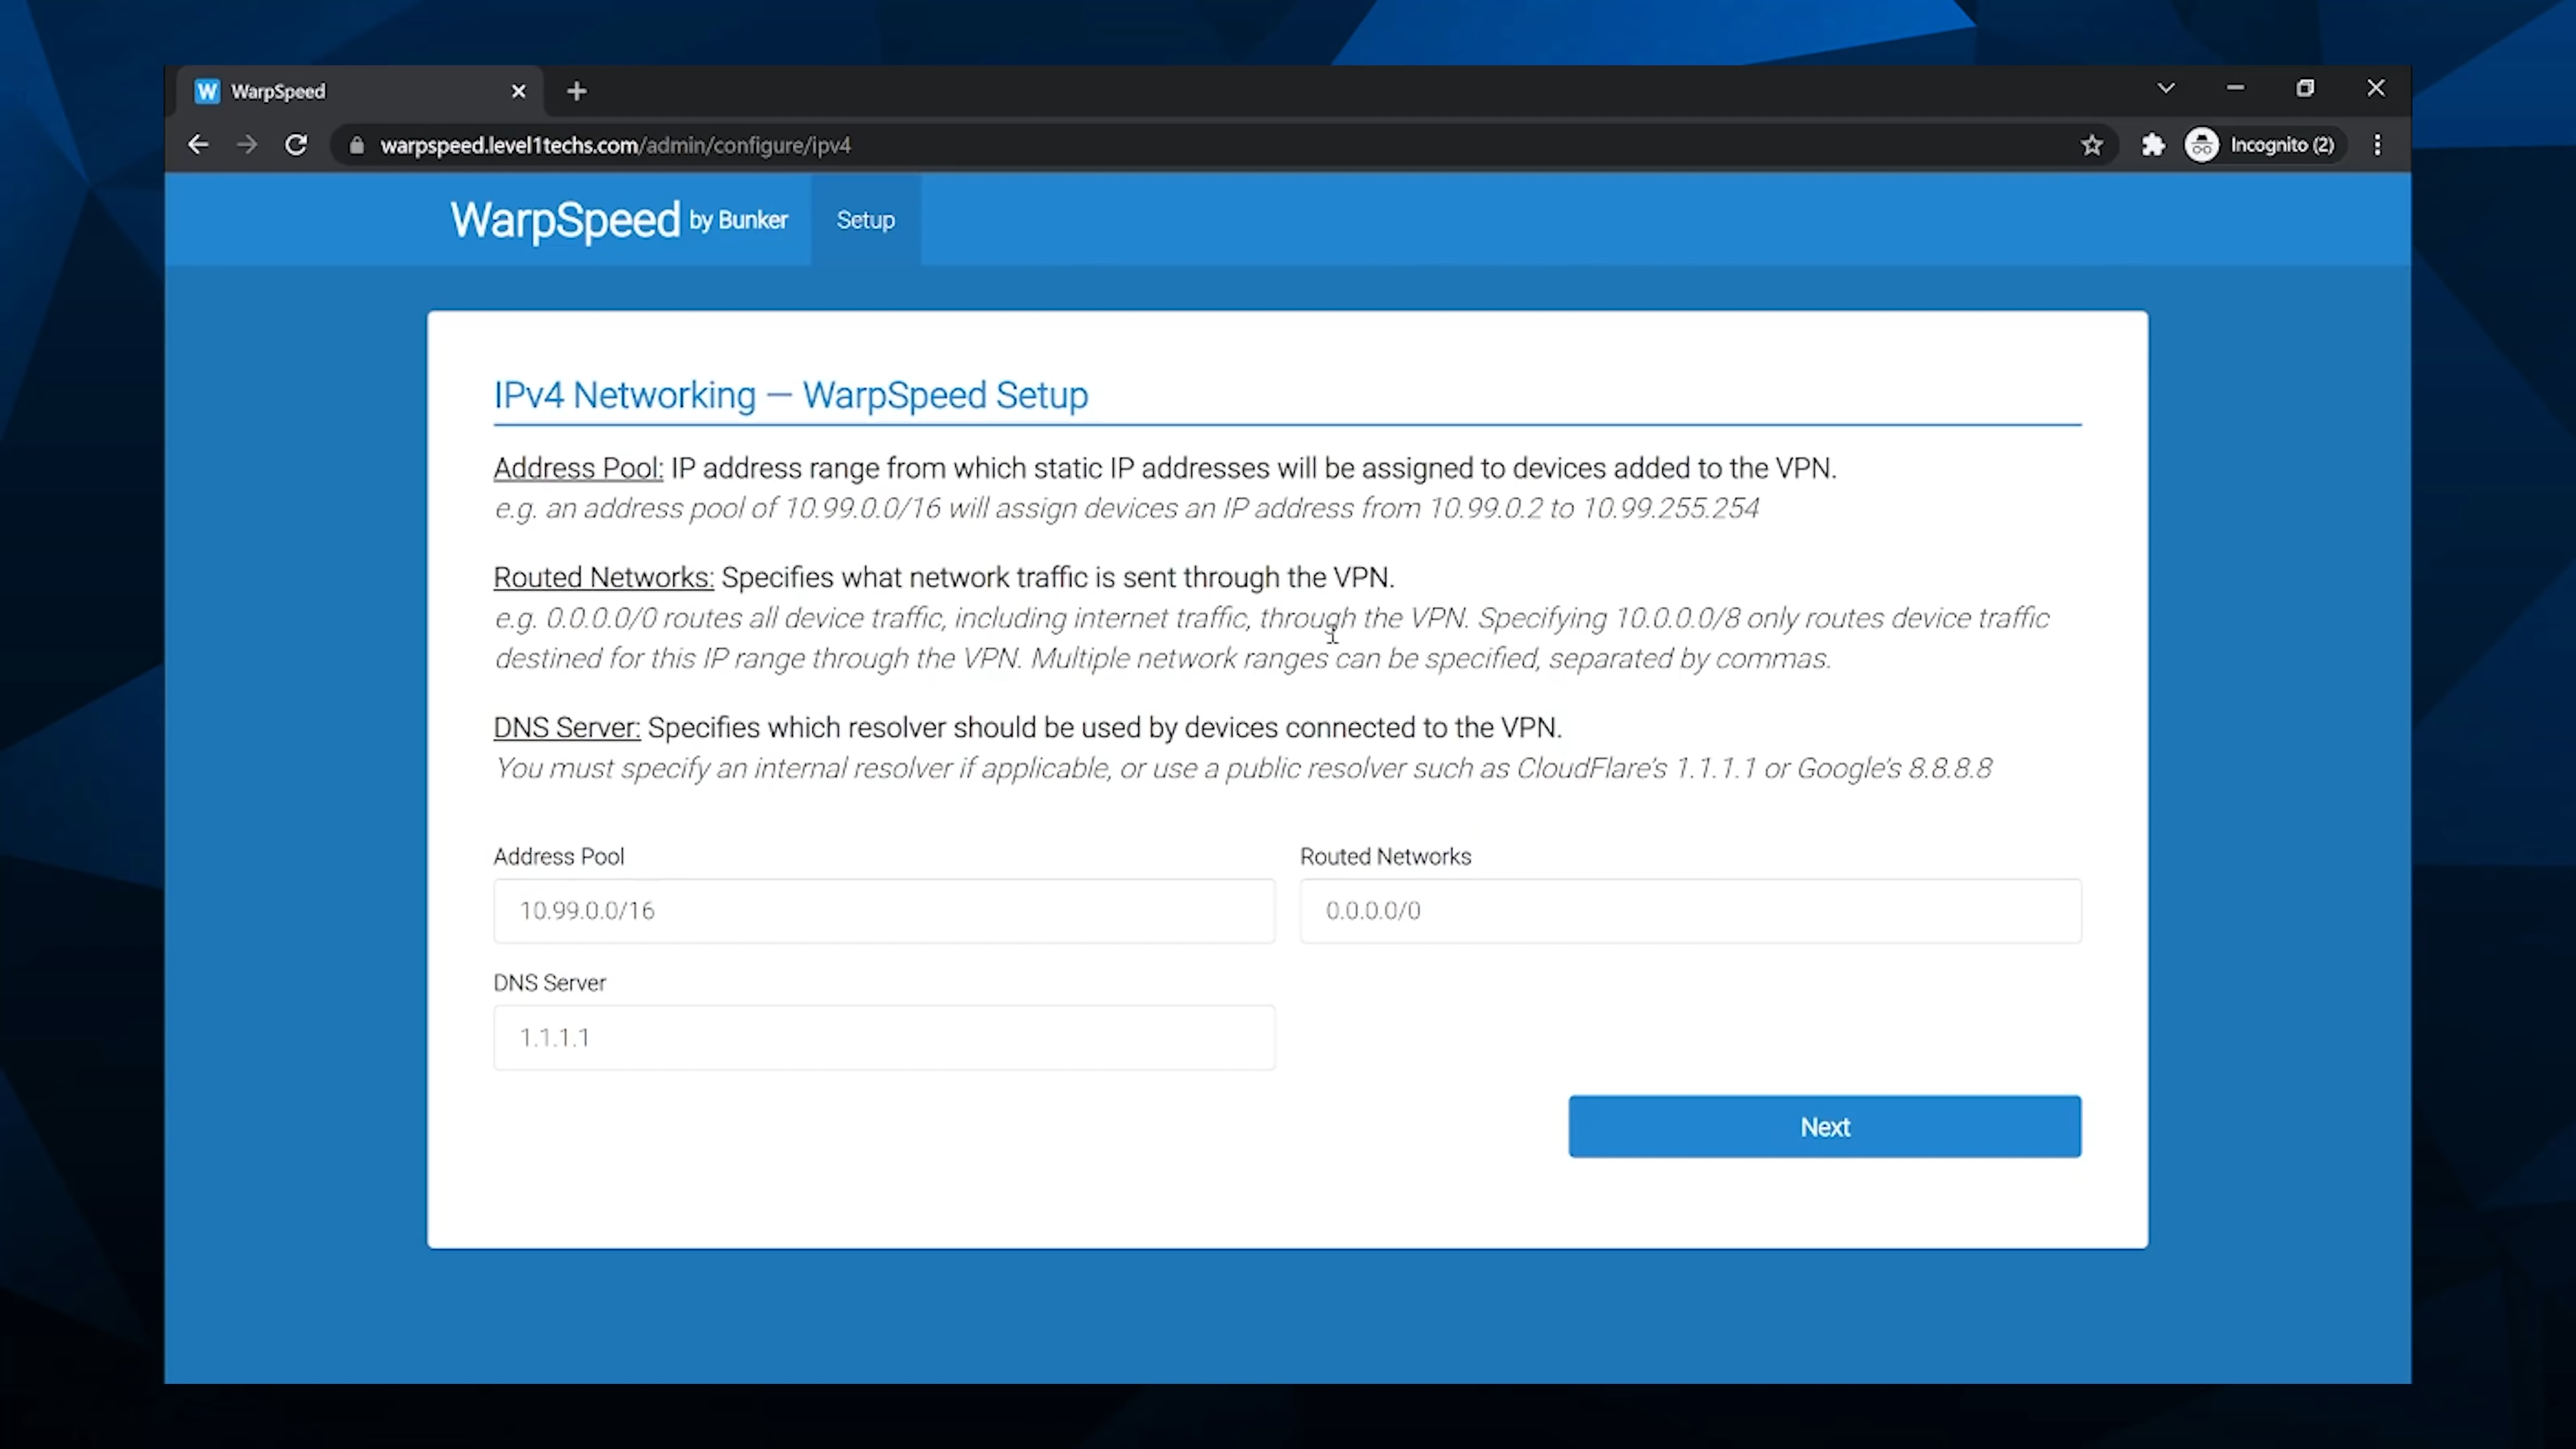 W WarpSpeed
warpspeed.level1techs.com/admin/configure/ipv4
Incognito (2)
WarpSpeed by Bunker
Setup
IPv4 Networking — WarpSpeed Setup
Address Pool: IP address range from which static IP addresses will be assigned to devices added to the VPN.
e.g. an address pool of 10.99.0.0/16 will assign devices an IP address from 10.99.0.2 to 10.99.255.254
Routed Networks: Specifies what network traffic is sent through the VPN.
e.g. 0.0.0.0/0 routes all device traffic, including internet traffic, through the VPN. Specifying 10.0.0.0/8 only routes device traffic
destined for this IP range through the VPN. Multiple network ranges can be specified, separated by commas.
DNS Server: Specifies which resolver should be used by devices connected to the VPN.
You must specify an internal resolver if applicable, or use a public resolver such as CloudFlare's 1.1.1.1 or Google's 8.8.8.8
Address Pool
Routed Networks
10.99.0.0/16
0.0.0.0/0
DNS Server
1.1.1.1
Next